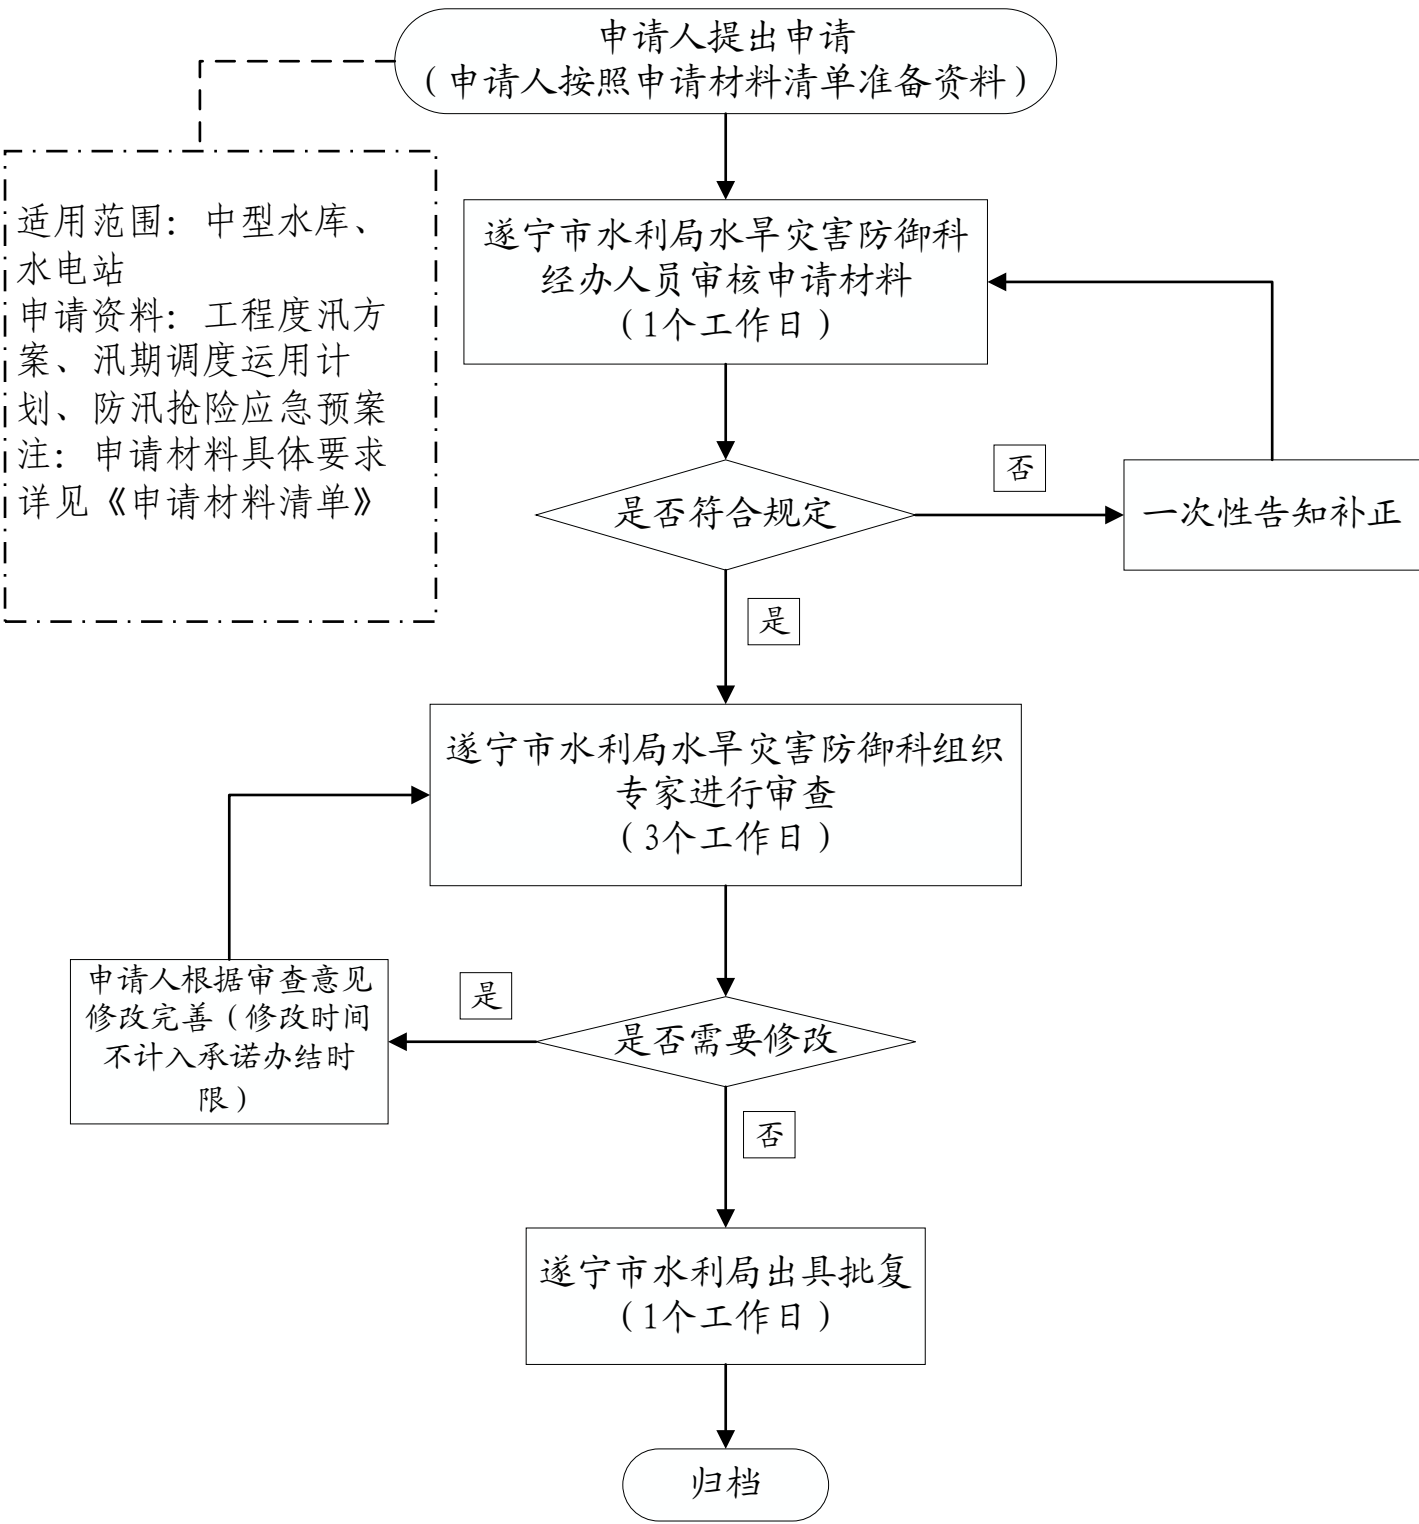 申请人提出申请
（申请人按照申请材料清单准备资料）
适用范围：中型水库、
水电站
申请资料：工程度汛方
案、汛期调度运用计
划、防汛抢险应急预案
注：申请材料具体要求
详见《申请材料清单》
遂宁市水利局水旱灾害防御科
经办人员审核申请材料
（1个工作日）
是否符合规定
否
一次性告知补正
是
遂宁市水利局水旱灾害防御科组织
专家进行审查
（3个工作日）
申请人根据审查意见
修改完善（修改时间
不计入承诺办结时
限）
是
是否需要修改
否
遂宁市水利局出具批复
（1个工作日）
归档